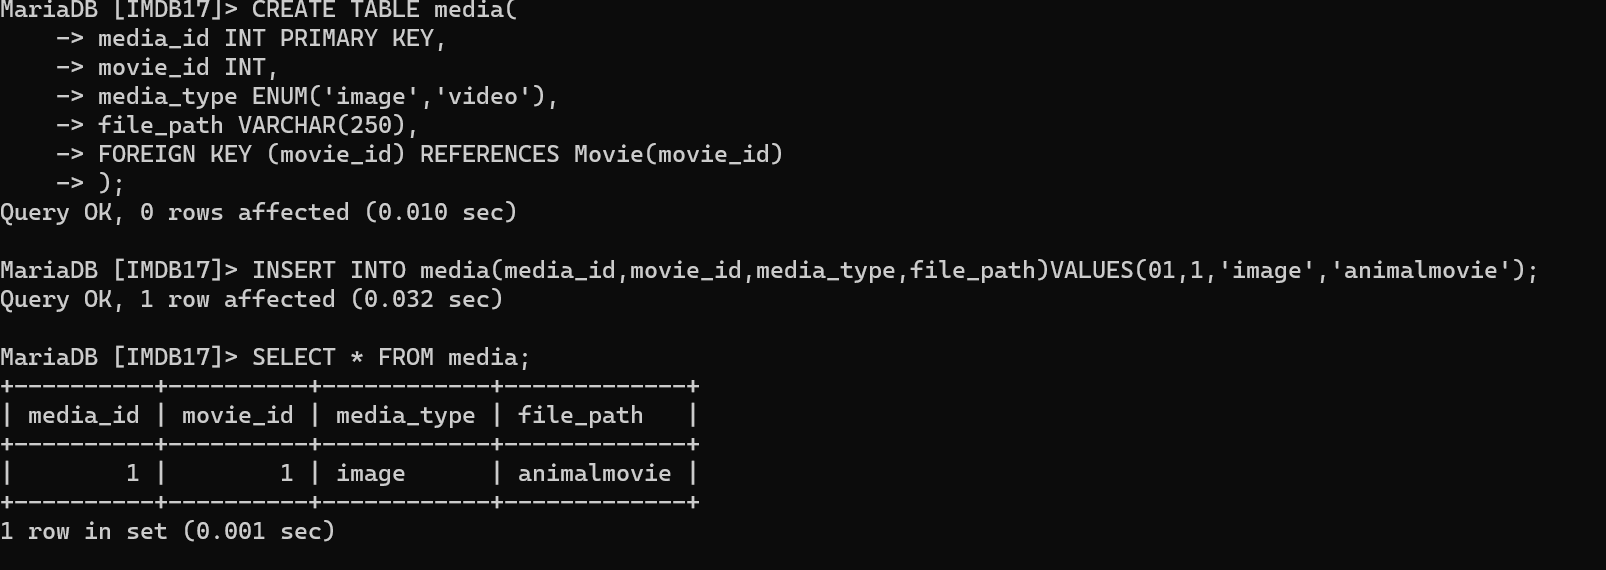 MariaDB [IMDB17]> CREATE TABLE media(
    -> media_id INT PRIMARY KEY,
    -> movie_id INT,
    -> media_type ENUM('image','video'),
    -> file_path VARCHAR(250),
    -> FOREIGN KEY (movie_id) REFERENCES Movie(movie_id)
    -> );
Query OK, 0 rows affected (0.010 sec)

MariaDB [IMDB17]> INSERT INTO media(media_id,movie_id,media_type,file_path)VALUES(01,1,'image','animalmovie');
Query OK, 1 row affected (0.032 sec)

MariaDB [IMDB17]> SELECT * FROM media;
+----------+----------+------------+-------------+
| media_id | movie_id | media_type | file_path   |
+----------+----------+------------+-------------+
|        1 |        1 | image      | animalmovie |
+----------+----------+------------+-------------+
1 row in set (0.001 sec)